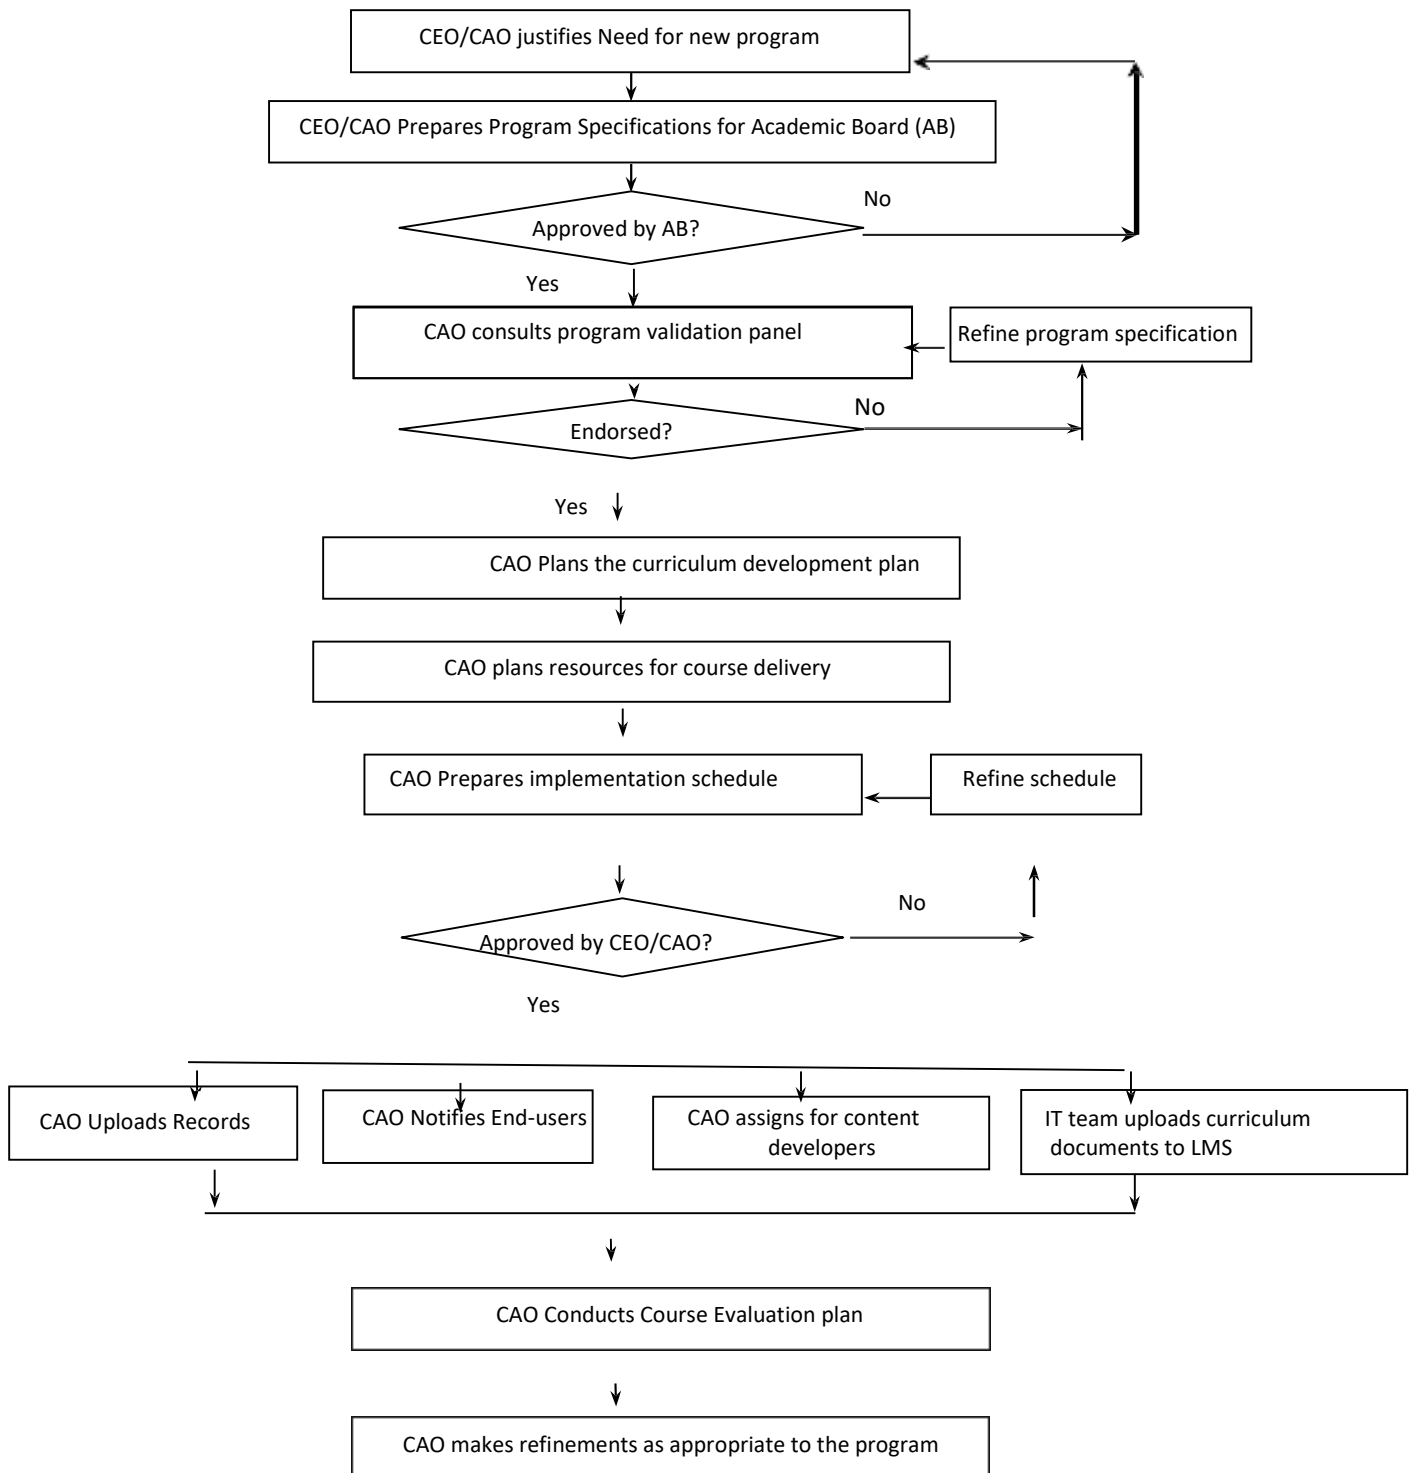 CEO/CAO justifies Need for new program
CEO/CAO Prepares Program Specifications for Academic Board (AB)
No
Approved by AB?
Yes
CAO consults program validation panel
Refine program specification
No
Endorsed?
Yes
CAO Plans the curriculum development plan
CAO plans resources for course delivery
CAO Prepares implementation schedule
Refine schedule
No
Approved by CEO/CAO?
Yes
CAO Uploads Records
CAO Notifies End-users
CAO assigns for content
developers
IT team uploads curriculum
documents to LMS
CAO Conducts Course Evaluation plan
CAO makes refinements as appropriate to the program